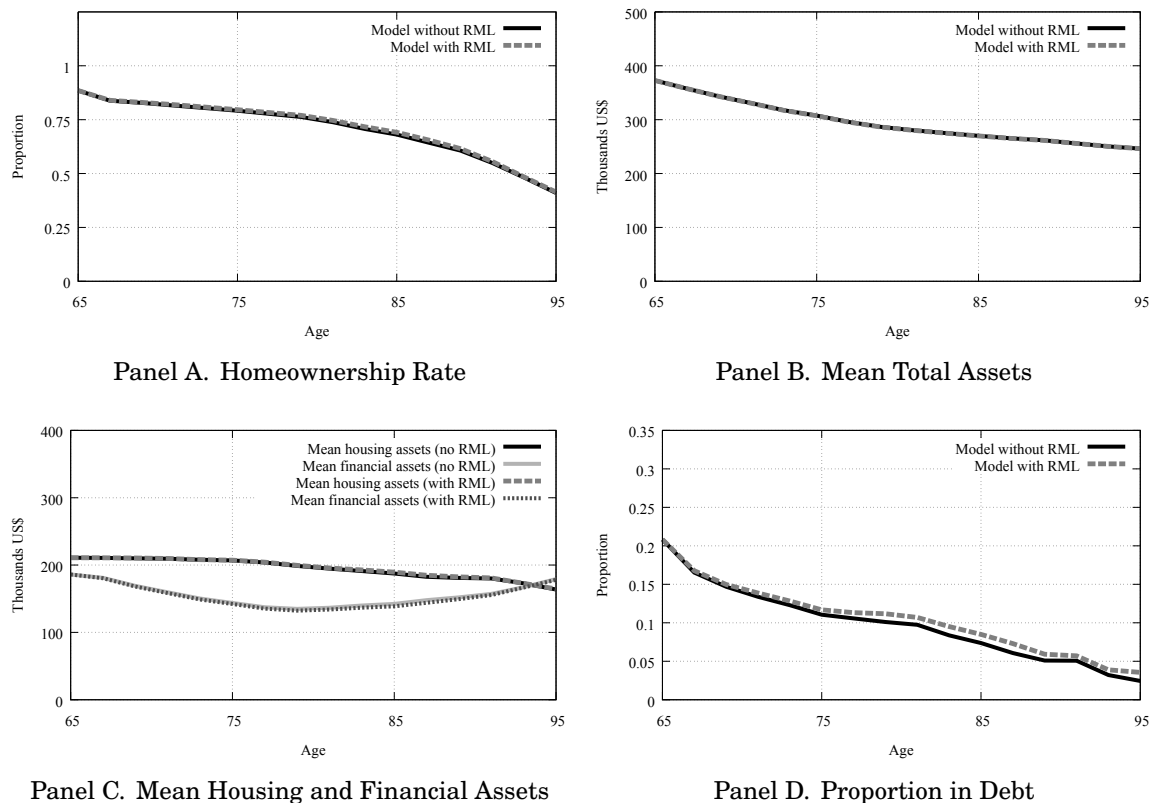 Model without RML
Model with RML
1
0.75
0.5
0.25
0
Proportion
65
75
85
95
Age
Panel A. Homeownership Rate
Model without RML
Model with RML
500
400
300
200
100
0
Thousands US$
65
75
85
95
Age
Panel B. Mean Total Assets
Mean housing assets (no RML)
Mean financial assets (no RML)
Mean housing assets (with RML)
Mean financial assets (with RML)
400
300
200
100
0
Thousands US$
65
75
85
95
Age
Panel C. Mean Housing and Financial Assets
Model without RML
Model with RML
0.35
0.3
0.25
0.2
0.15
0.1
0.05
0
Proportion
65
75
85
95
Age
Panel D. Proportion in Debt